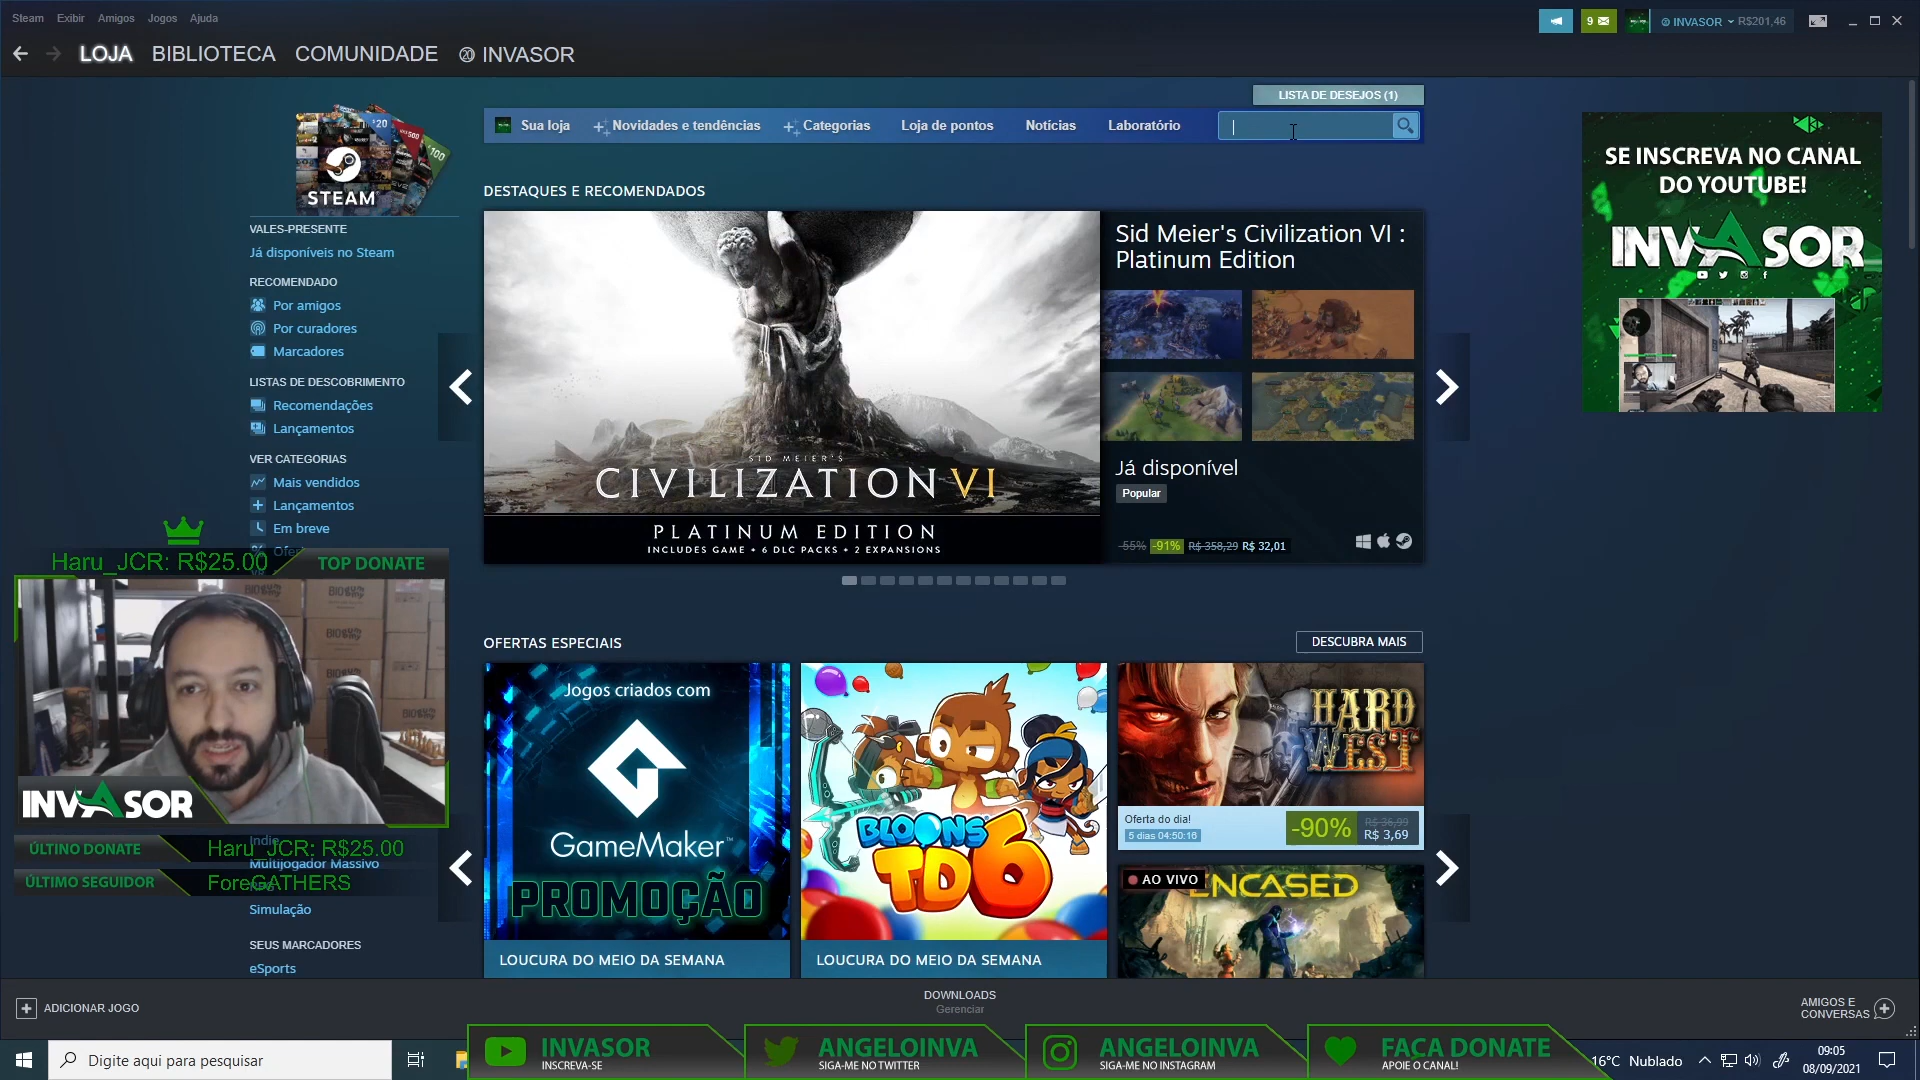 Steam Exibir Amigos Jogos Ajuda
9
INVASOR R$201,46
LOJA BIBLIOTECA COMUNIDADE INVASOR
LISTA DE DESEJOS (1)
Sua loja Novidades e tendências Categorias Loja de pontos Notícias Laboratório
$20
$100
STEAM
VALES-PRESENTE
Já disponíveis no Steam
RECOMENDADO
Por amigos
Por curadores
Marcadores
LISTAS DE DESCOBRIMENTO
Recomendações
Lançamentos
VER CATEGORIAS
Mais vendidos
Lançamentos
Em breve
DESTAQUES E RECOMENDADOS
SID MEIER'S
CIVILIZATION VI
PLATINUM EDITION
INCLUDES GAME + 6 DLC PACKS + 2 EXPANSIONS
Sid Meier's Civilization VI :
Platinum Edition
Já disponível
Popular
-55% -91% R$ 358,29 R$ 32,01
SE INSCREVA NO CANAL
DO YOUTUBE!
INVASOR
Haru_JCR: R$25.00
TOP DONATE
INVASOR
Indie
ÚLTINO DONATE
Haru_JCR: R$25.00
Multijogador Massivo
ÚLTIMO SEGUIDOR
ForeGATHERS
Simulação
SEUS MARCADORES
eSports
OFERTAS ESPECIAIS
DESCUBRA MAIS
Jogos criados com
GameMaker™
PROMOÇÃO
LOUCURA DO MEIO DA SEMANA
BLOONS
TD6
LOUCURA DO MEIO DA SEMANA
HARD
WEST
Oferta do dia!
5 dias 04:50:16
-90%
R$ 36,99
R$ 3,69
AO VIVO
ENCASED
ADICIONAR JOGO
DOWNLOADS
Gerenciar
AMIGOS E
CONVERSAS
Digite aqui para pesquisar
INVASOR
INSCREVA-SE
ANGELOINVA
SIGA-ME NO TWITTER
ANGELOINVA
SIGA-ME NO INSTAGRAM
FAÇA DONATE
APOIE O CANAL!
16°C Nublado
09:05
08/09/2021